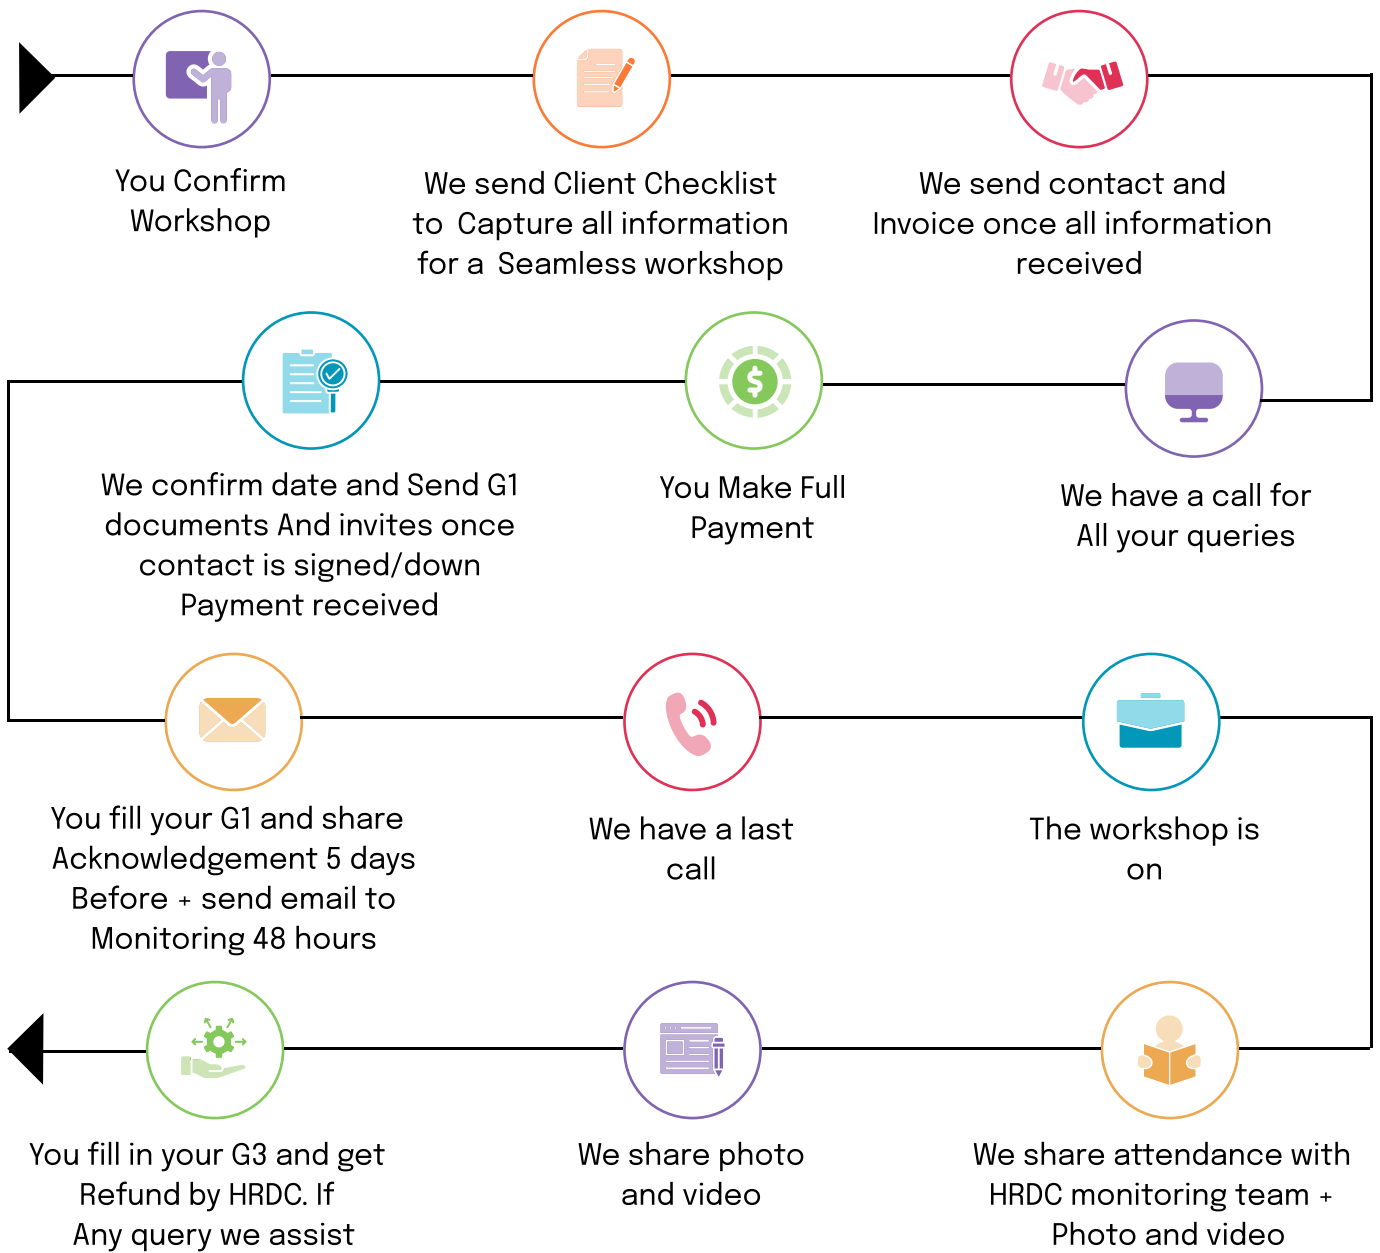 You Confirm
Workshop
We send Client Checklist
to Capture all information
for a Seamless workshop
We send contact and
Invoice once all information
received
We have a call for
All your queries
You Make Full
Payment
We confirm date and Send G1
documents And invites once
contact is signed/down
Payment received
You fill your G1 and share
Acknowledgement 5 days
Before + send email to
Monitoring 48 hours
We have a last
call
The workshop is
on
We share attendance with
HRDC monitoring team +
Photo and video
We share photo
and video
You fill in your G3 and get
Refund by HRDC. If
Any query we assist